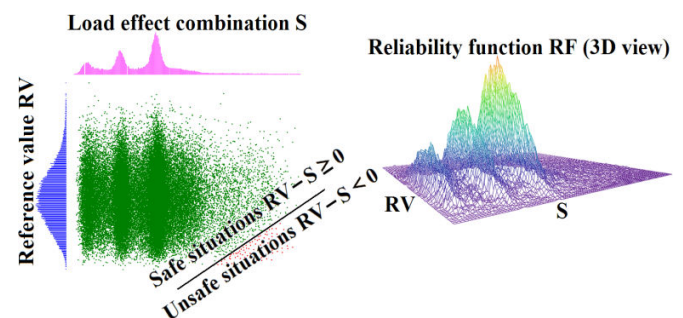 Load effect combination S
Reliability function RF (3D view)
Reference value RV
Safe situations RV − S ≥ 0
Unsafe situations RV − S < 0
RV
S